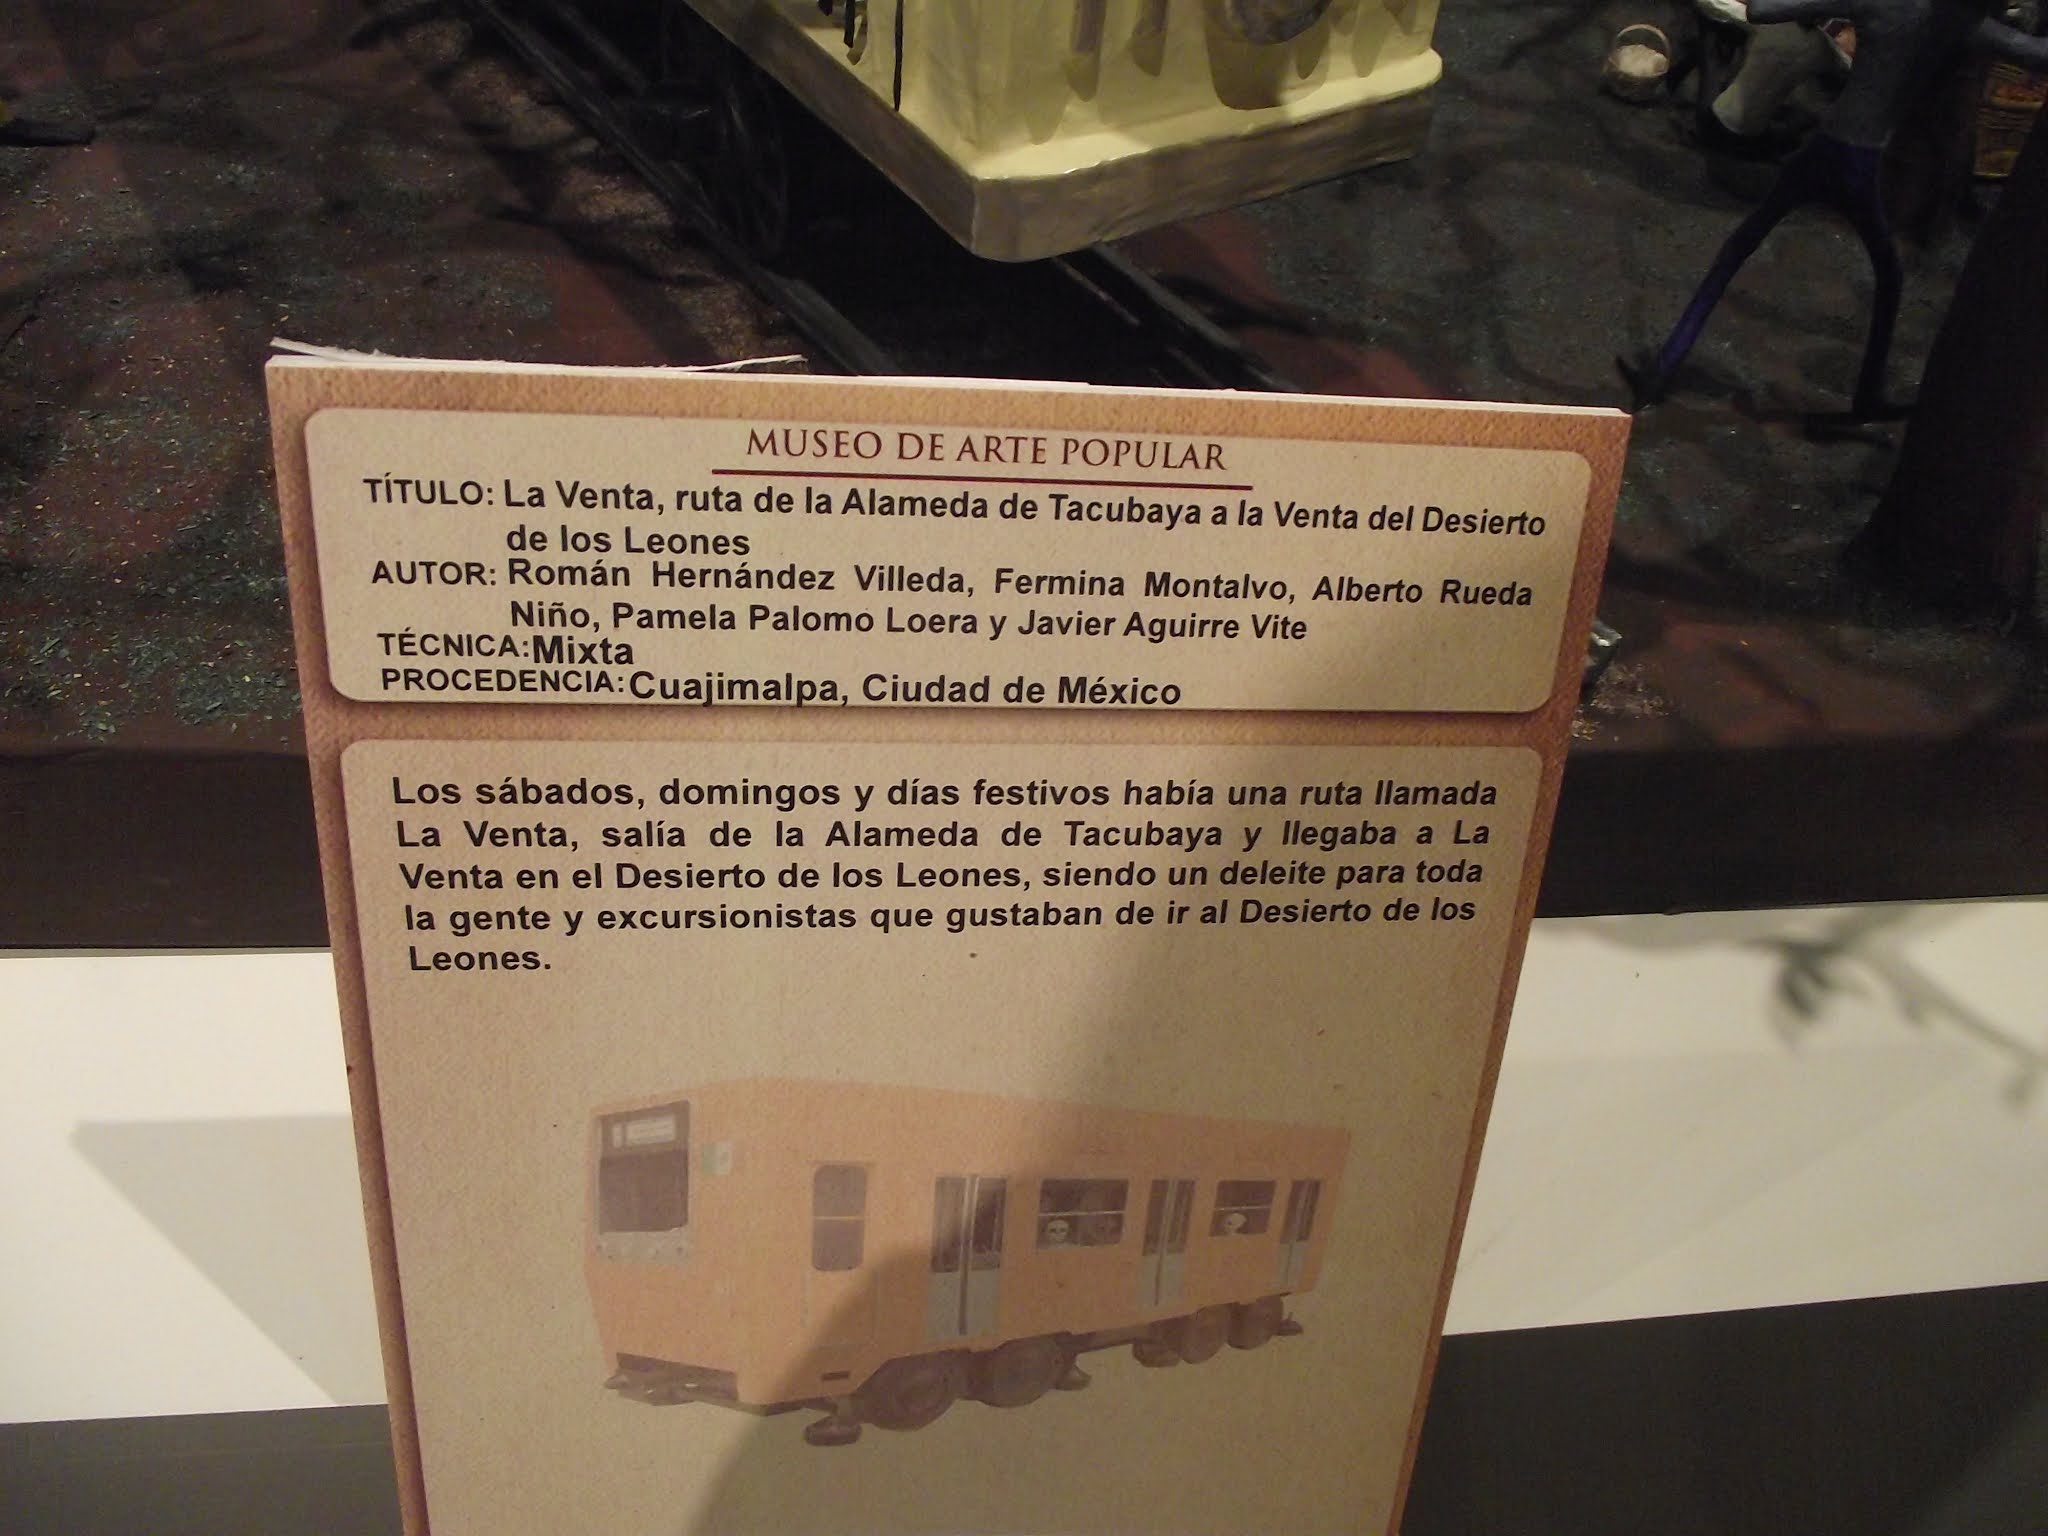 MUSEO DE ARTE POPULAR
TÍTULO: La Venta, ruta de la Alameda de Tacubaya a la Venta del Desierto
de los Leones
AUTOR: Román Hernández Villeda, Fermina Montalvo, Alberto Rueda
Niño, Pamela Palomo Loera y Javier Aguirre Vite
TÉCNICA: Mixta
PROCEDENCIA: Cuajimalpa, Ciudad de México
Los sábados, domingos y días festivos había una ruta llamada
La Venta, salía de la Alameda de Tacubaya y llegaba a La
Venta en el Desierto de los Leones, siendo un deleite para toda
la gente y excursionistas que gustaban de ir al Desierto de los
Leones.